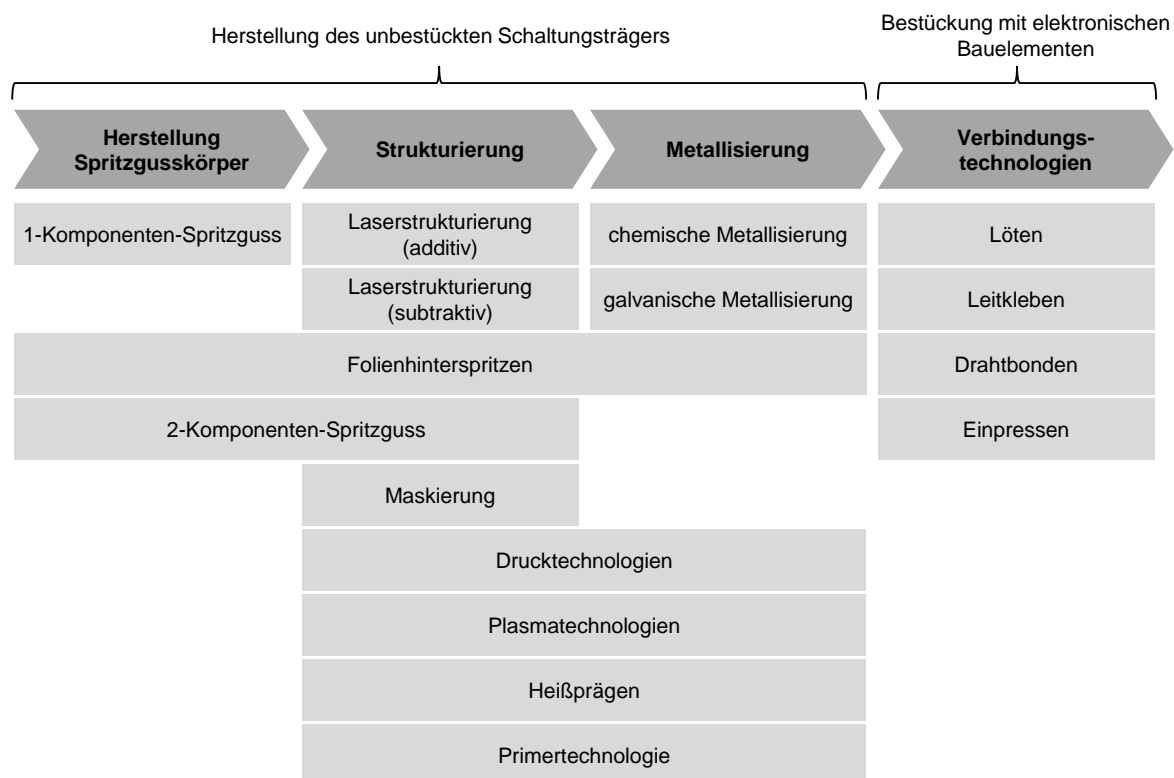 Herstellung des unbestückten Schaltungsträgers
Bestückung mit elektronischen
Bauelementen
Herstellung
Spritzgusskörper
Strukturierung
Metallisierung
Verbindungs-
technologien
1-Komponenten-Spritzguss
Laserstrukturierung
(additiv)
chemische Metallisierung
Löten
Laserstrukturierung
(subtraktiv)
galvanische Metallisierung
Leitkleben
Folienhinterspritzen
Drahtbonden
2-Komponenten-Spritzguss
Einpressen
Maskierung
Drucktechnologien
Plasmatechnologien
Heißprägen
Primertechnologie